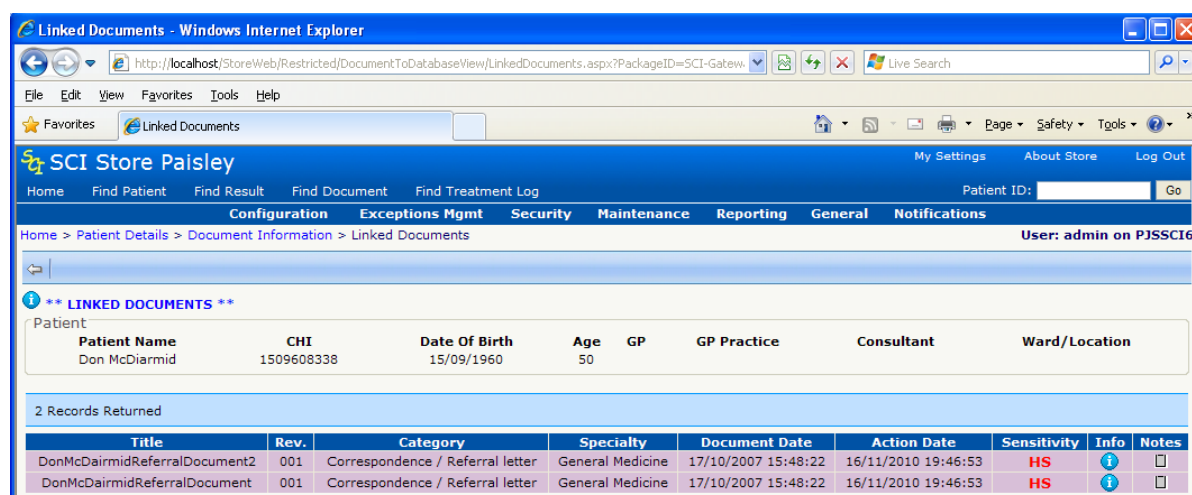 Linked Documents - Windows Internet Explorer
http://localhost/StoreWeb/Restricted/DocumentToDatabaseView/LinkedDocuments.aspx?PackageID=SCI-Gatew. Live Search
File Edit View Favorites Tools Help
Favorites Linked Documents Page Safety Tools
SCI Store Paisley My Settings About Store Log Out
Home Find Patient Find Result Find Document Find Treatment Log Patient ID: Go
Configuration Exceptions Mgmt Security Maintenance Reporting General Notifications
Home > Patient Details > Document Information > Linked Documents User: admin on PJSSCI6
** LINKED DOCUMENTS **
Patient
Patient Name CHI Date Of Birth Age GP GP Practice Consultant Ward/Location
Don McDiarmid 1509608338 15/09/1960 50
2 Records Returned
Title Rev. Category Specialty Document Date Action Date Sensitivity Info Notes
DonMcDairmidReferralDocument2 001 Correspondence / Referral letter General Medicine 17/10/2007 15:48:22 16/11/2010 19:46:53 HS
DonMcDairmidReferralDocument 001 Correspondence / Referral letter General Medicine 17/10/2007 15:48:22 16/11/2010 19:46:53 HS